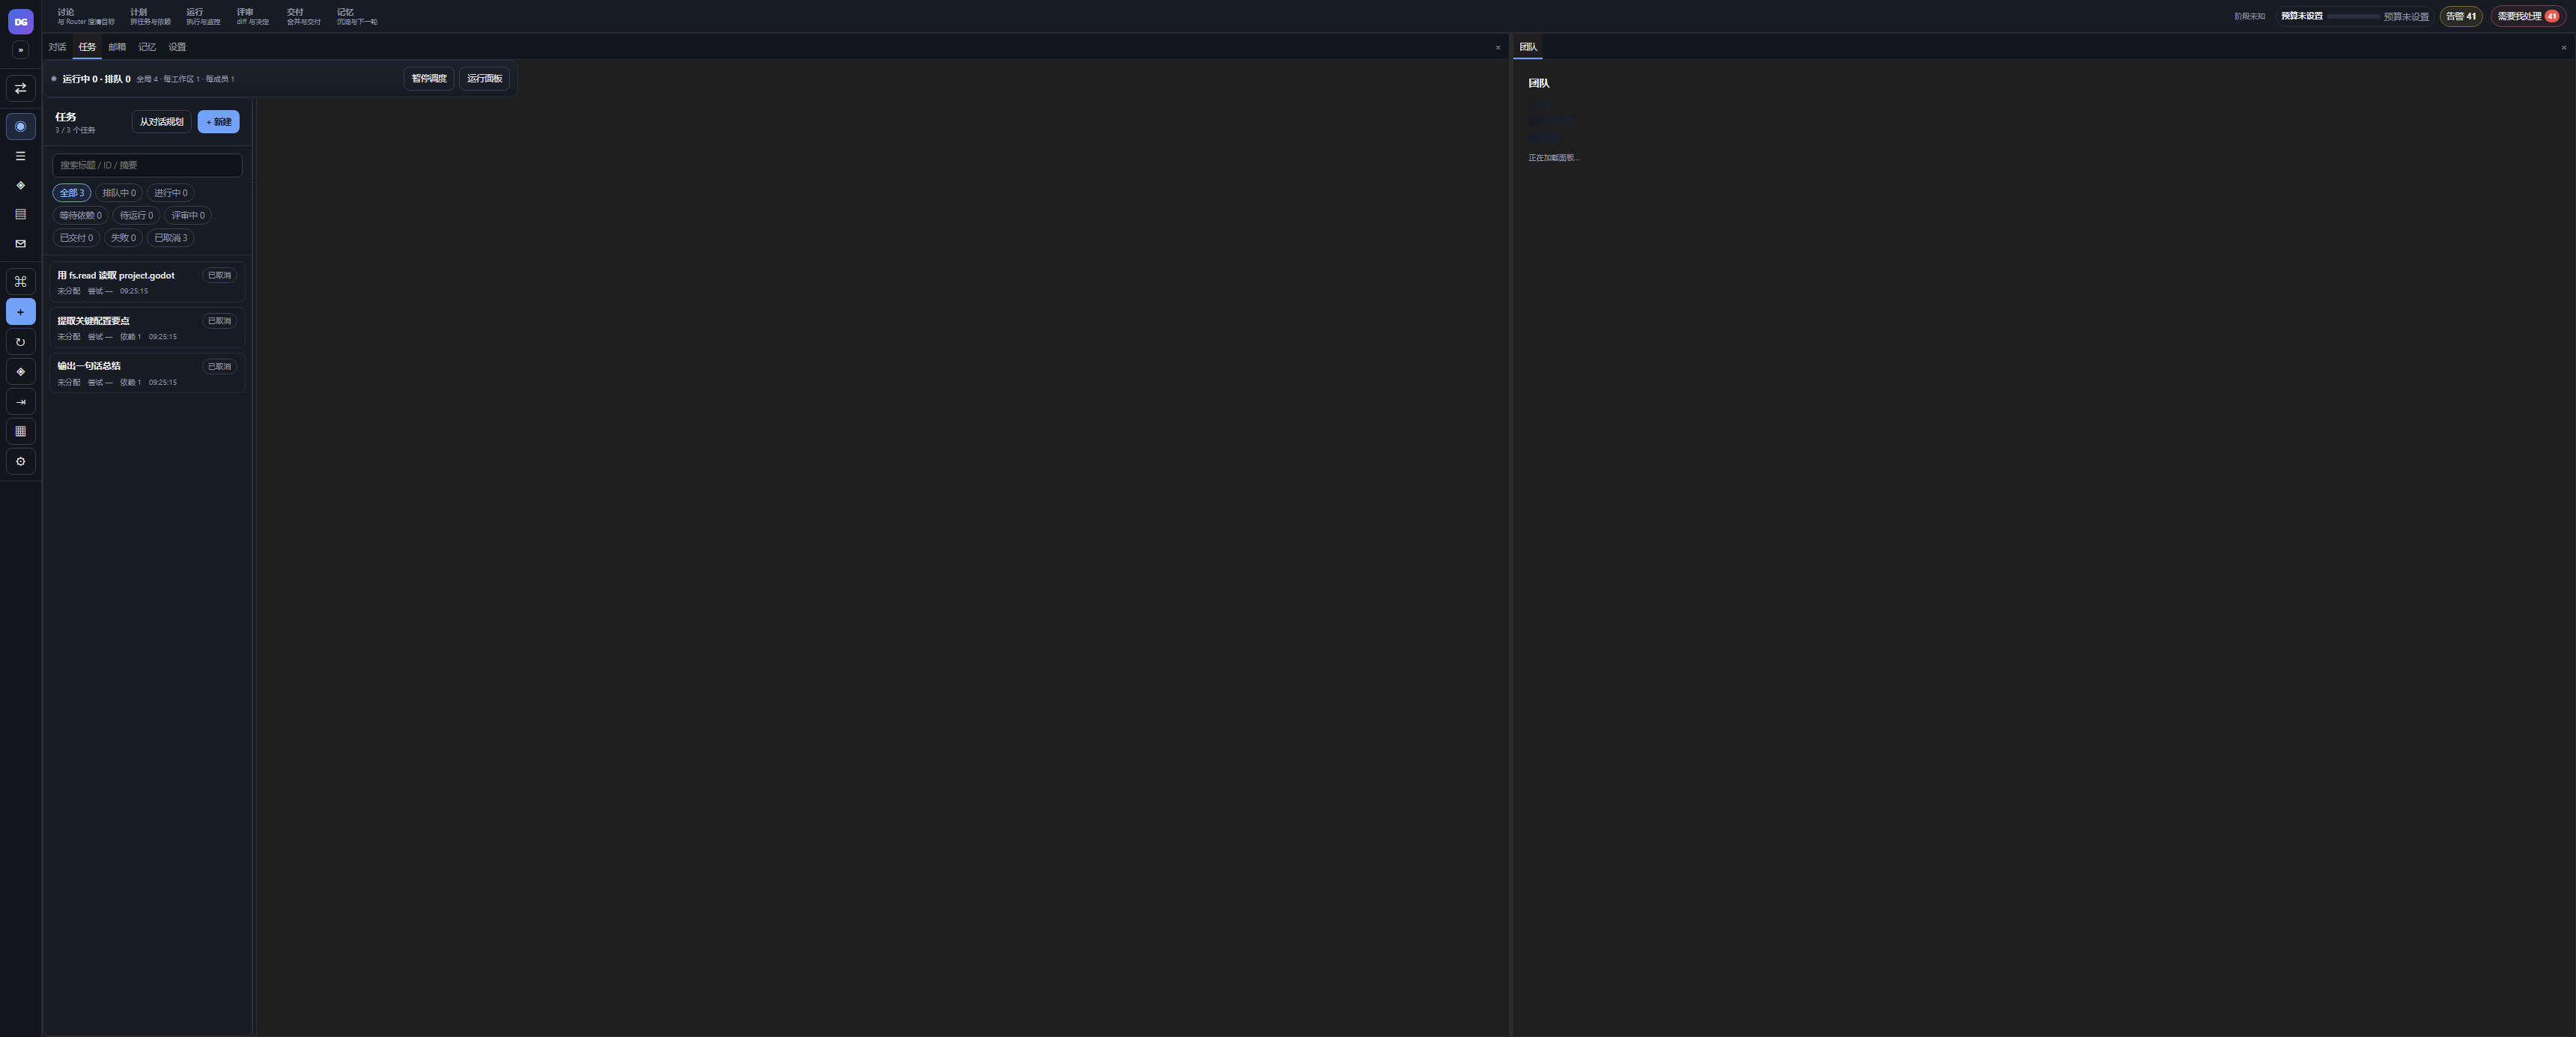 DG
»
讨论
与 Router 澄清目标
计划
拆任务与依赖
运行
执行与监控
评审
diff 与决定
交付
合并与交付
记忆
沉淀与下一轮
阶段未知
预算未设置
预算未设置
告警 41
需要我处理 41
对话 任务 邮箱 记忆 设置 ×
运行中 0 · 排队 0 全局 4 · 每工作区 1 · 每成员 1
暂停调度
运行面板
任务
3 / 3 个任务
从对话规划
+ 新建
搜索标题 / ID / 摘要
全部 3 排队中 0 进行中 0
等待依赖 0 待运行 0 评审中 0
已交付 0 失败 0 已取消 3
用 fs.read 读取 project.godot 已取消
未分配 尝试 — 09:25:15
提取关键配置要点 已取消
未分配 尝试 — 依赖 1 09:25:15
输出一句话总结 已取消
未分配 尝试 — 依赖 1 09:25:15
团队 ×
团队
正在加载面板...